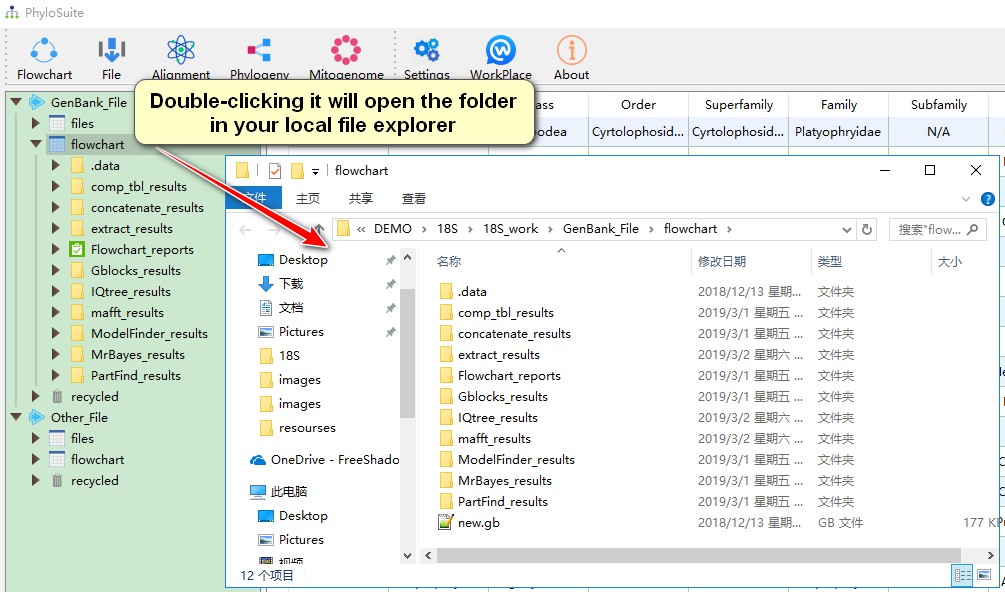 PhyloSuite
Flowchart File Alignment Phylogeny Mitogenome Settings WorkPlace About
Double-clicking it will open the folder
in your local file explorer
Order Superfamily Family Subfamily
Cyrtolophosid... Cyrtolophosid... Platyophryidae N/A
GenBank_File
files
flowchart
.data
comp_tbl_results
concatenate_results
extract_results
Flowchart_reports
Gblocks_results
IQtree_results
mafft_results
ModelFinder_results
MrBayes_results
PartFind_results
recycled
Other_File
files
flowchart
recycled
flowchart
文件 主页 共享 查看
« DEMO › 18S › 18S_work › GenBank_File › flowchart ›
搜索"flow...
Desktop
下载
文档
Pictures
18S
images
images
resourses
OneDrive - FreeShado
此电脑
Desktop
Pictures
视频
名称 修改日期 类型 大小
.data 2018/12/13 星期... 文件夹
comp_tbl_results 2019/3/1 星期五 ... 文件夹
concatenate_results 2019/3/1 星期五 ... 文件夹
extract_results 2019/3/2 星期六 ... 文件夹
Flowchart_reports 2019/3/1 星期五 ... 文件夹
Gblocks_results 2019/3/1 星期五 ... 文件夹
IQtree_results 2019/3/2 星期六 ... 文件夹
mafft_results 2019/3/2 星期六 ... 文件夹
ModelFinder_results 2019/3/1 星期五 ... 文件夹
MrBayes_results 2019/3/1 星期五 ... 文件夹
PartFind_results 2019/3/1 星期五 ... 文件夹
new.gb 2018/12/13 星期... GB 文件 177 K
12 个项目